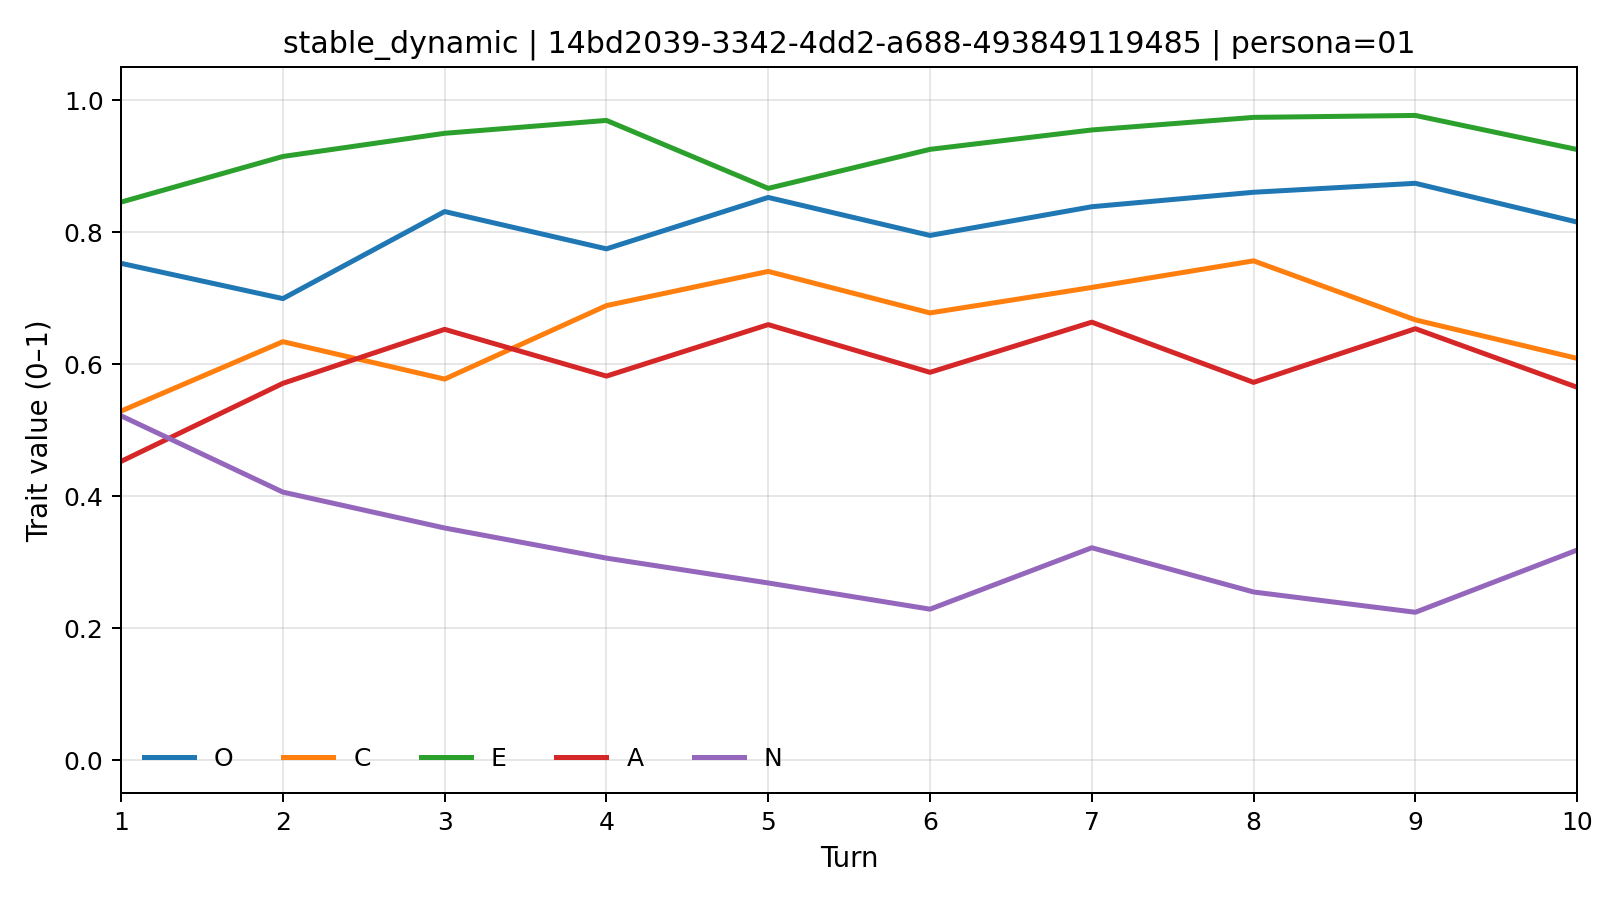 stable_dynamic | 14bd2039-3342-4dd2-a688-493849119485 | persona=01
Trait value (0–1)
1.0
0.8
0.6
0.4
0.2
0.0
O C E A N
1 2 3 4 5 6 7 8 9 10
Turn